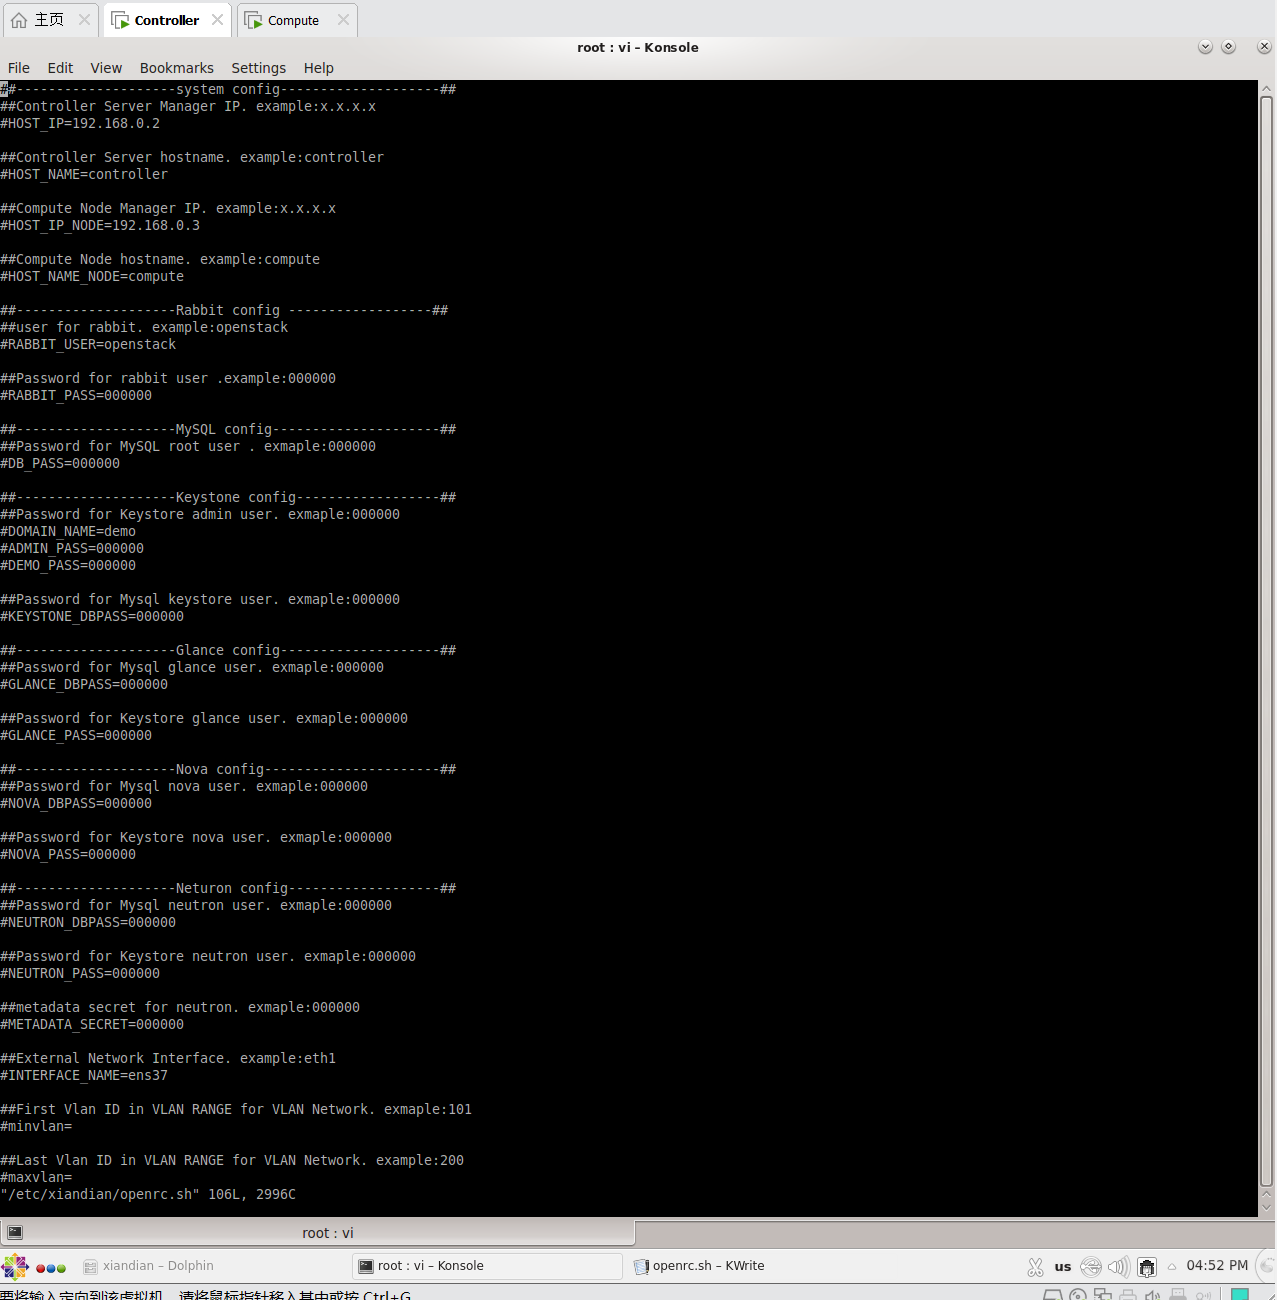 主页
Controller
Compute
root : vi – Konsole
File Edit View Bookmarks Settings Help
##--------------------system config--------------------##
##Controller Server Manager IP. example:x.x.x.x
#HOST_IP=192.168.0.2
##Controller Server hostname. example:controller
#HOST_NAME=controller
##Compute Node Manager IP. example:x.x.x.x
#HOST_IP_NODE=192.168.0.3
##Compute Node hostname. example:compute
#HOST_NAME_NODE=compute
##--------------------Rabbit config ------------------##
##user for rabbit. example:openstack
#RABBIT_USER=openstack
##Password for rabbit user .example:000000
#RABBIT_PASS=000000
##--------------------MySQL config---------------------##
##Password for MySQL root user . exmaple:000000
#DB_PASS=000000
##--------------------Keystone config------------------##
##Password for Keystore admin user. exmaple:000000
#DOMAIN_NAME=demo
#ADMIN_PASS=000000
#DEMO_PASS=000000
##Password for Mysql keystore user. exmaple:000000
#KEYSTONE_DBPASS=000000
##--------------------Glance config--------------------##
##Password for Mysql glance user. exmaple:000000
#GLANCE_DBPASS=000000
##Password for Keystore glance user. exmaple:000000
#GLANCE_PASS=000000
##--------------------Nova config----------------------##
##Password for Mysql nova user. exmaple:000000
#NOVA_DBPASS=000000
##Password for Keystore nova user. exmaple:000000
#NOVA_PASS=000000
##--------------------Neturon config-------------------##
##Password for Mysql neutron user. exmaple:000000
#NEUTRON_DBPASS=000000
##Password for Keystore neutron user. exmaple:000000
#NEUTRON_PASS=000000
##metadata secret for neutron. exmaple:000000
#METADATA_SECRET=000000
##External Network Interface. example:eth1
#INTERFACE_NAME=ens37
##First Vlan ID in VLAN RANGE for VLAN Network. exmaple:101
#minvlan=
##Last Vlan ID in VLAN RANGE for VLAN Network. example:200
#maxvlan=
"/etc/xiandian/openrc.sh" 106L, 2996C
root : vi
xiandian – Dolphin
root : vi – Konsole
openrc.sh – KWrite
us
04:52 PM
要将输入定向到该虚拟机，请将鼠标指针移入其中或按 Ctrl+G